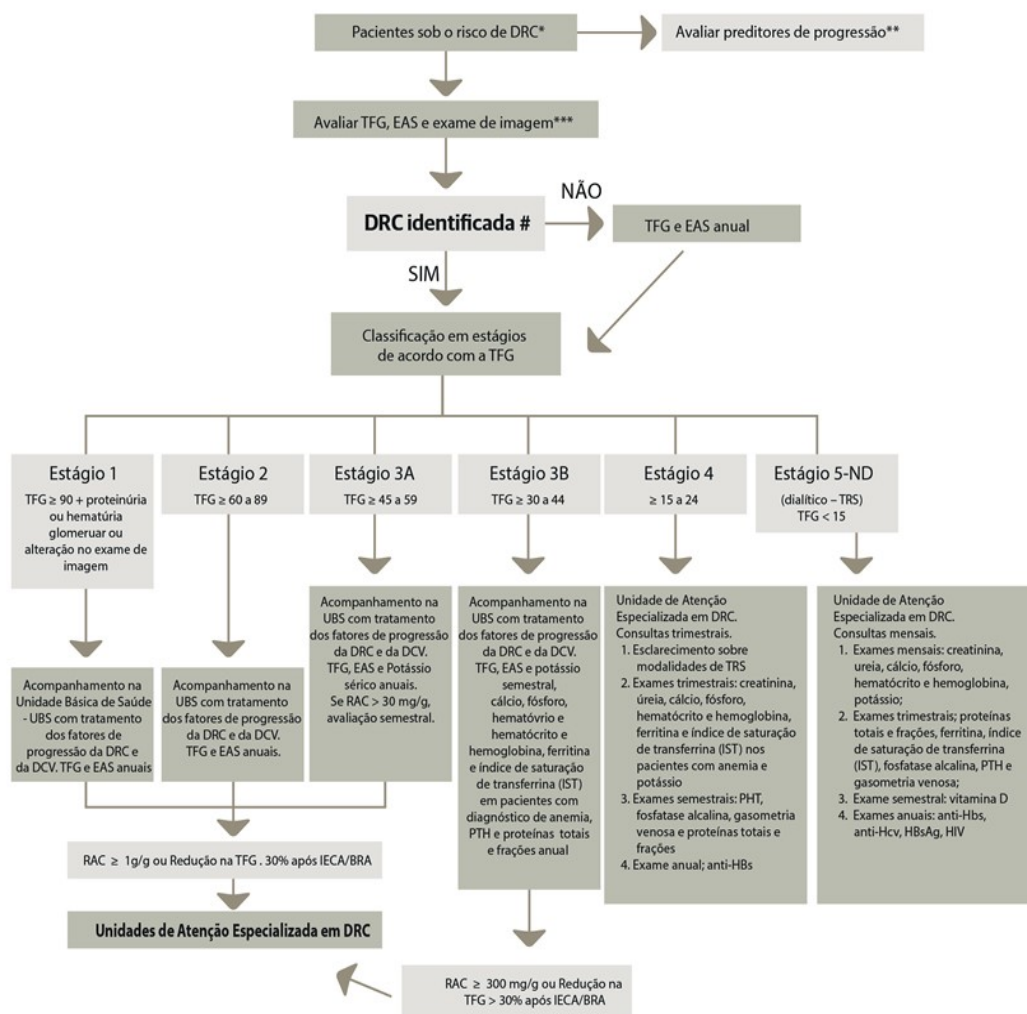 Pacientes sob o risco de DRC*
Avaliar preditores de progressão**
Avaliar TFG, EAS e exame de imagem***
DRC identificada #
NÃO
TFG e EAS anual
SIM
Classificação em estágios
de acordo com a TFG
Estágio 1
TFG ≥ 90 + proteinúria
ou hematúria
glomeruar ou
alteração no exame de
imagem
Estágio 2
TFG ≥ 60 a 89
Estágio 3A
TFG ≥ 45 a 59
Estágio 3B
TFG ≥ 30 a 44
Estágio 4
≥ 15 a 24
Estágio 5-ND
(dialítico – TRS)
TFG < 15
Acompanhamento na
Unidade Básica de Saúde
- UBS com tratamento
dos fatores de
progressão da DRC e
da DCV. TFG e EAS anuais
Acompanhamento na
UBS com tratamento
dos fatores de progressão
da DRC e da DCV.
TFG e EAS anuais.
Acompanhamento na
UBS com tratamento
dos fatores de progressão
da DRC e da DCV.
TFG, EAS e Potássio
sérico anuais.
Se RAC > 30 mg/g,
avaliação semestral.
Acompanhamento na
UBS com tratamento
dos fatores de progressão
da DRC e da DCV.
TFG, EAS e potássio
semestral,
cálcio, fósforo,
hematóvrio e
hematócrito e
hemoglobina, ferritina
e índice de saturação
de transferrina (IST)
em pacientes com
diagnóstico de anemia,
PTH e proteínas totais
e frações anual
Unidade de Atenção
Especializada em DRC.
Consultas trimestrais.
1. Esclarecimento sobre
modalidades de TRS
2. Exames trimestrais: creatinina,
úreia, cálcio, fósforo,
hematócrito e hemoglobina,
ferritina e índice de saturação
de transferrina (IST) nos
pacientes com anemia e
potássio
3. Exames semestrais: PHT,
fosfatase alcalina, gasometria
venosa e proteínas totais e
frações
4. Exame anual; anti-HBs
Unidade de Atenção
Especializada em DRC.
Consultas mensais.
1. Exames mensais: creatinina,
ureia, cálcio, fósforo,
hematócrito e hemoglobina,
potássio;
2. Exames trimestrais; proteínas
totais e frações, ferritina, índice
de saturação de transferrina
(IST), fosfatase alcalina, PTH e
gasometria venosa;
3. Exame semestral: vitamina D
4. Exames anuais: anti-Hbs,
anti-Hcv, HBsAg, HIV
RAC ≥ 1g/g ou Redução na TFG . 30% após IECA/BRA
Unidades de Atenção Especializada em DRC
RAC ≥ 300 mg/g ou Redução na
TFG > 30% após IECA/BRA